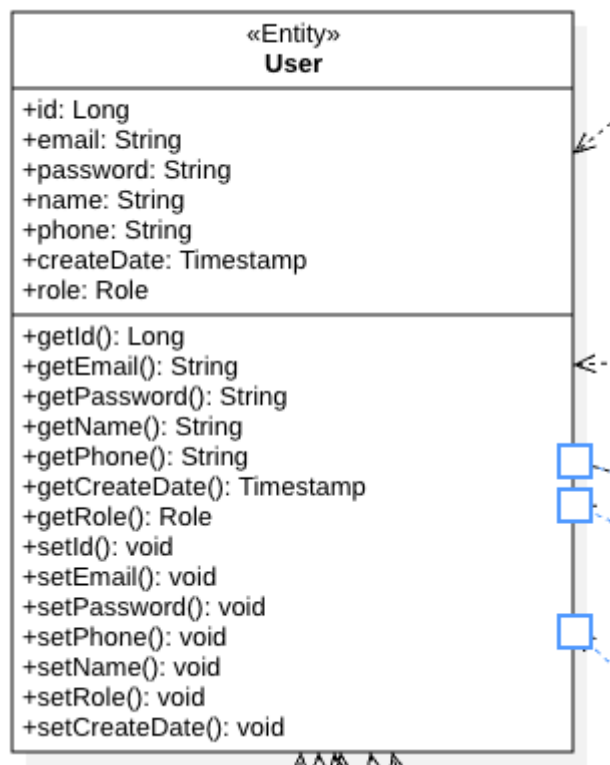 «Entity»
User
+id: Long
+email: String
+password: String
+name: String
+phone: String
+createDate: Timestamp
+role: Role
+getId(): Long
+getEmail(): String
+getPassword(): String
+getName(): String
+getPhone(): String
+getCreateDate(): Timestamp
+getRole(): Role
+setId(): void
+setEmail(): void
+setPassword(): void
+setPhone(): void
+setName(): void
+setRole(): void
+setCreateDate(): void